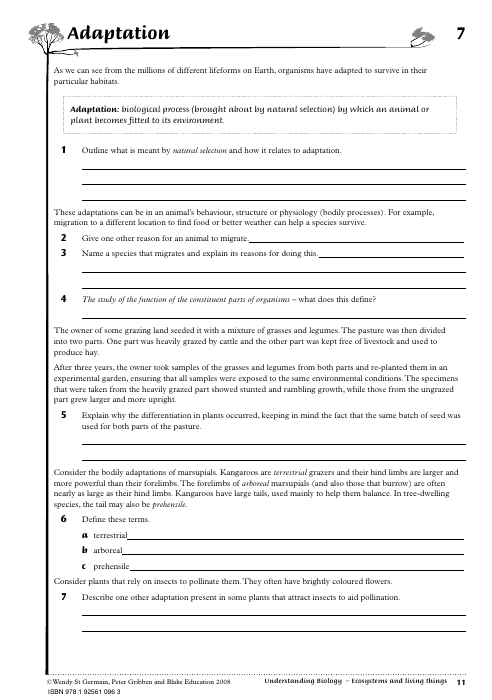 Adaptation
7
As we can see from the millions of different lifeforms on Earth, organisms have adapted to survive in their
particular habitats.
Adaptation: biological process (brought about by natural selection) by which an animal or
plant becomes fitted to its environment.
1 Outline what is meant by natural selection and how it relates to adaptation.
These adaptations can be in an animal's behaviour, structure or physiology (bodily processes). For example,
migration to a different location to find food or better weather can help a species survive.
2 Give one other reason for an animal to migrate.
3 Name a species that migrates and explain its reasons for doing this.
4 The study of the function of the constituent parts of organisms – what does this define?
The owner of some grazing land seeded it with a mixture of grasses and legumes. The pasture was then divided
into two parts. One part was heavily grazed by cattle and the other part was kept free of livestock and used to
produce hay.
After three years, the owner took samples of the grasses and legumes from both parts and re-planted them in an
experimental garden, ensuring that all samples were exposed to the same environmental conditions. The specimens
that were taken from the heavily grazed part showed stunted and rambling growth, while those from the ungrazed
part grew larger and more upright.
5 Explain why the differentiation in plants occurred, keeping in mind the fact that the same batch of seed was
used for both parts of the pasture.
Consider the bodily adaptations of marsupials. Kangaroos are terrestrial grazers and their hind limbs are larger and
more powerful than their forelimbs. The forelimbs of arboreal marsupials (and also those that burrow) are often
nearly as large as their hind limbs. Kangaroos have large tails, used mainly to help them balance. In tree-dwelling
species, the tail may also be prehensile.
6 Define these terms.
a terrestrial
b arboreal
c prehensile
Consider plants that rely on insects to pollinate them. They often have brightly coloured flowers.
7 Describe one other adaptation present in some plants that attract insects to aid pollination.
© Wendy St Germain, Peter Gribben and Blake Education 2008
Understanding Biology – Ecosystems and living things 11
ISBN 978 1 92561 096 3